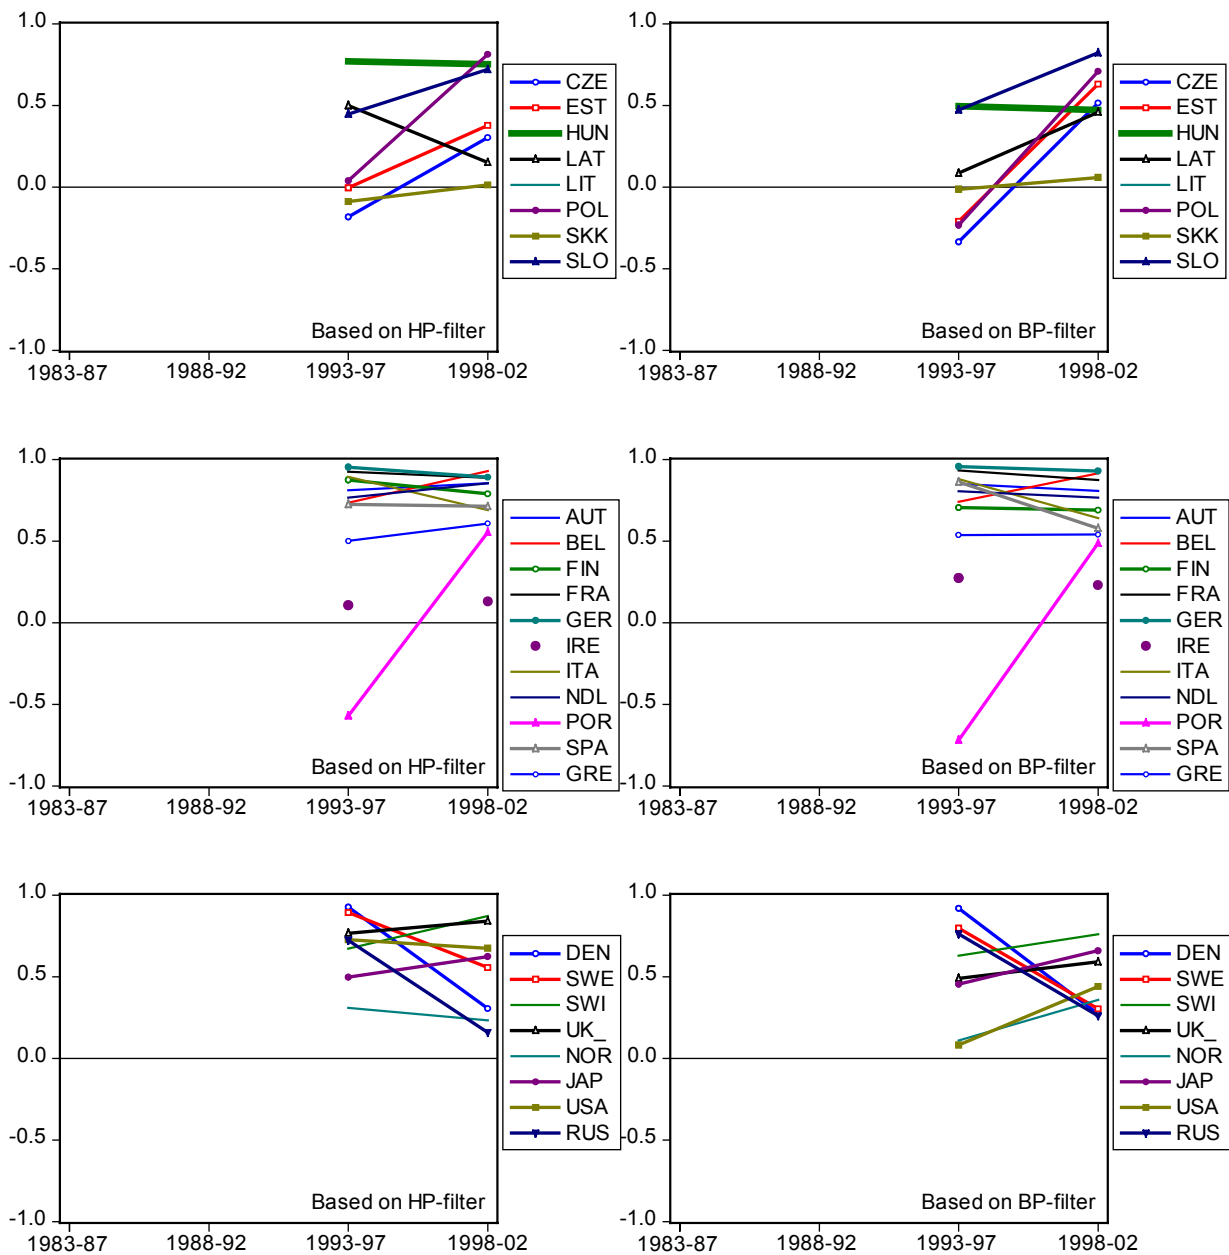 1.0
0.5
0.0
-0.5
-1.0
1983-87 1988-92 1993-97 1998-02
Based on HP-filter
CZE
EST
HUN
LAT
LIT
POL
SKK
SLO
1.0
0.5
0.0
-0.5
-1.0
1983-87 1988-92 1993-97 1998-02
Based on BP-filter
CZE
EST
HUN
LAT
LIT
POL
SKK
SLO
1.0
0.5
0.0
-0.5
-1.0
1983-87 1988-92 1993-97 1998-02
Based on HP-filter
AUT
BEL
FIN
FRA
GER
IRE
ITA
NDL
POR
SPA
GRE
1.0
0.5
0.0
-0.5
-1.0
1983-87 1988-92 1993-97 1998-02
Based on BP-filter
AUT
BEL
FIN
FRA
GER
IRE
ITA
NDL
POR
SPA
GRE
1.0
0.5
0.0
-0.5
-1.0
1983-87 1988-92 1993-97 1998-02
Based on HP-filter
DEN
SWE
SWI
UK_
NOR
JAP
USA
RUS
1.0
0.5
0.0
-0.5
-1.0
1983-87 1988-92 1993-97 1998-02
Based on BP-filter
DEN
SWE
SWI
UK_
NOR
JAP
USA
RUS